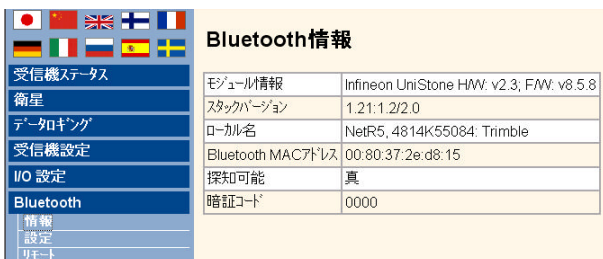 受信機ステータス
衛星
データロギング
受信機設定
I/O 設定
Bluetooth
情報
設定
リモート
Bluetooth情報
モジュール情報 Infineon UniStone H/W: v2.3; F/W: v8.5.8
スタックバージョン 1.21:1.2/2.0
ローカル名 NetR5, 4814K55084: Trimble
Bluetooth MACアドレス 00:80:37:2e:d8:15
探知可能 真
暗証コード 0000